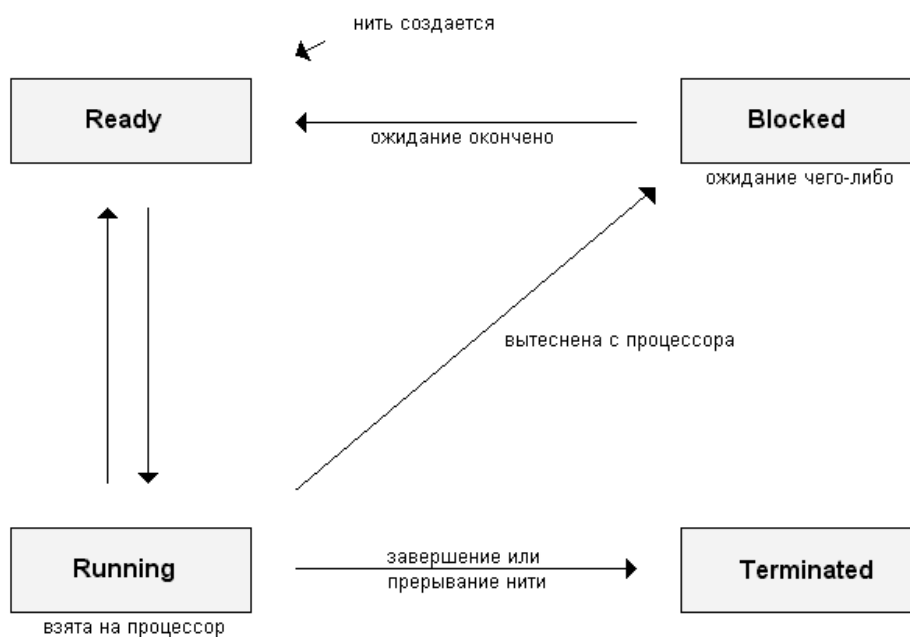 нить создается
Ready
Blocked
ожидание окончено
ожидание чего-либо
вытеснена с процессора
Running
завершение или
прерывание нити
Terminated
взята на процессор